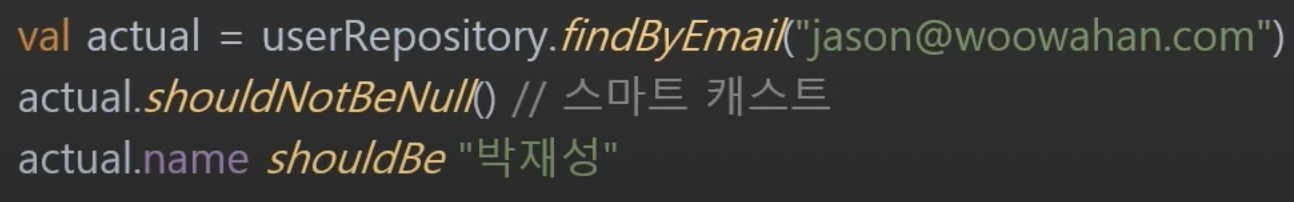 val actual = userRepository.findByEmail("jason@woowahan.com")
actual.shouldNotBeNull() // 스마트 캐스트
actual.name shouldBe "박재성"